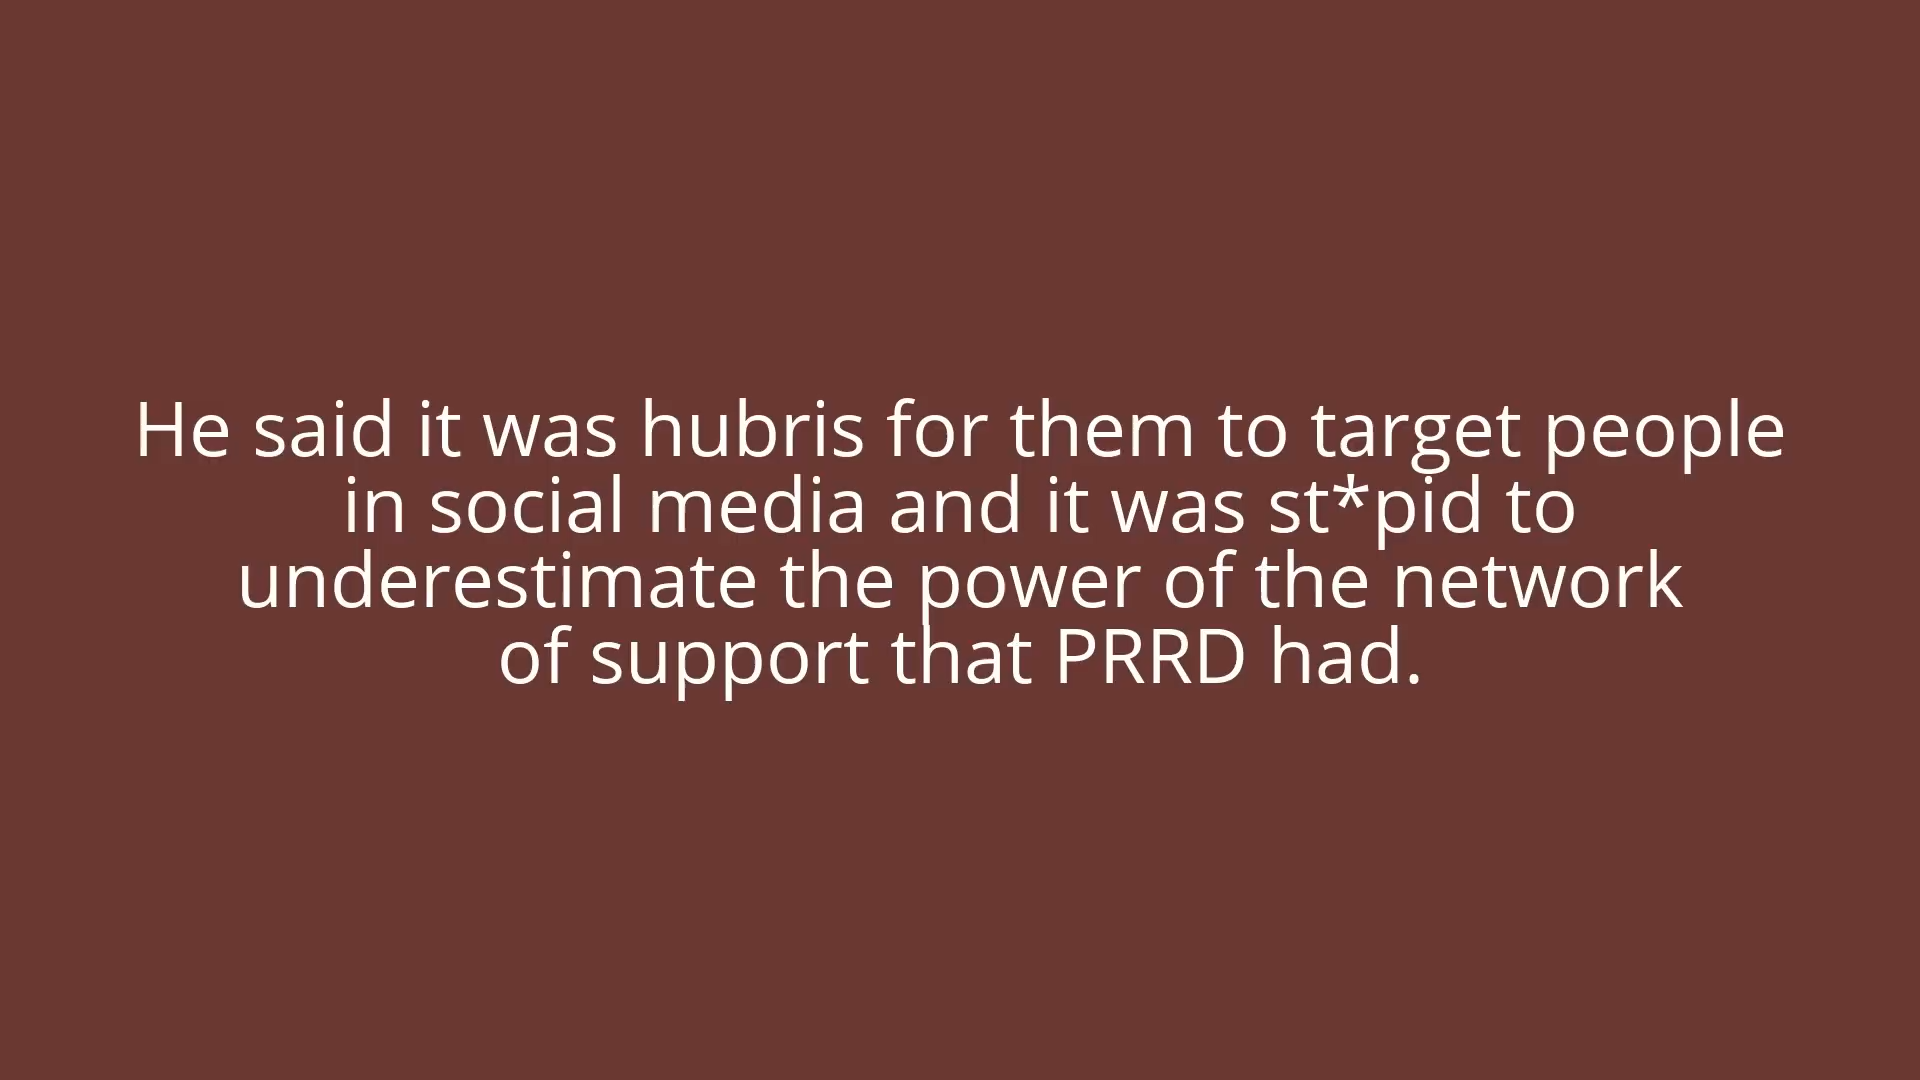 He said it was hubris for them to target people
in social media and it was st*pid to
underestimate the power of the network
of support that PRRD had.